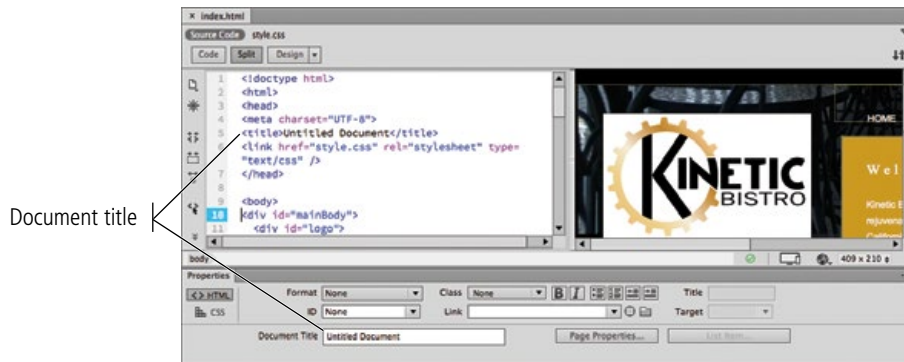 × index.html
Source Code style.css
Code Split Design
1 <!doctype html>
2 <html>
3 <head>
4 <meta charset="UTF-8">
5 <title>Untitled Document</title>
6 <link href="style.css" rel="stylesheet" type=
"text/css" />
7 </head>
8
9 <body>
10 <div id="mainBody">
11 <div id="logo">
HOME
KINETIC
BISTRO
Wel
Kinetic B
rejuvena
California
Document title
body
409 x 210
Properties
<> HTML Format None Class None B I Title
CSS ID None Link Target
Document Title Untitled Document Page Properties... List Item...